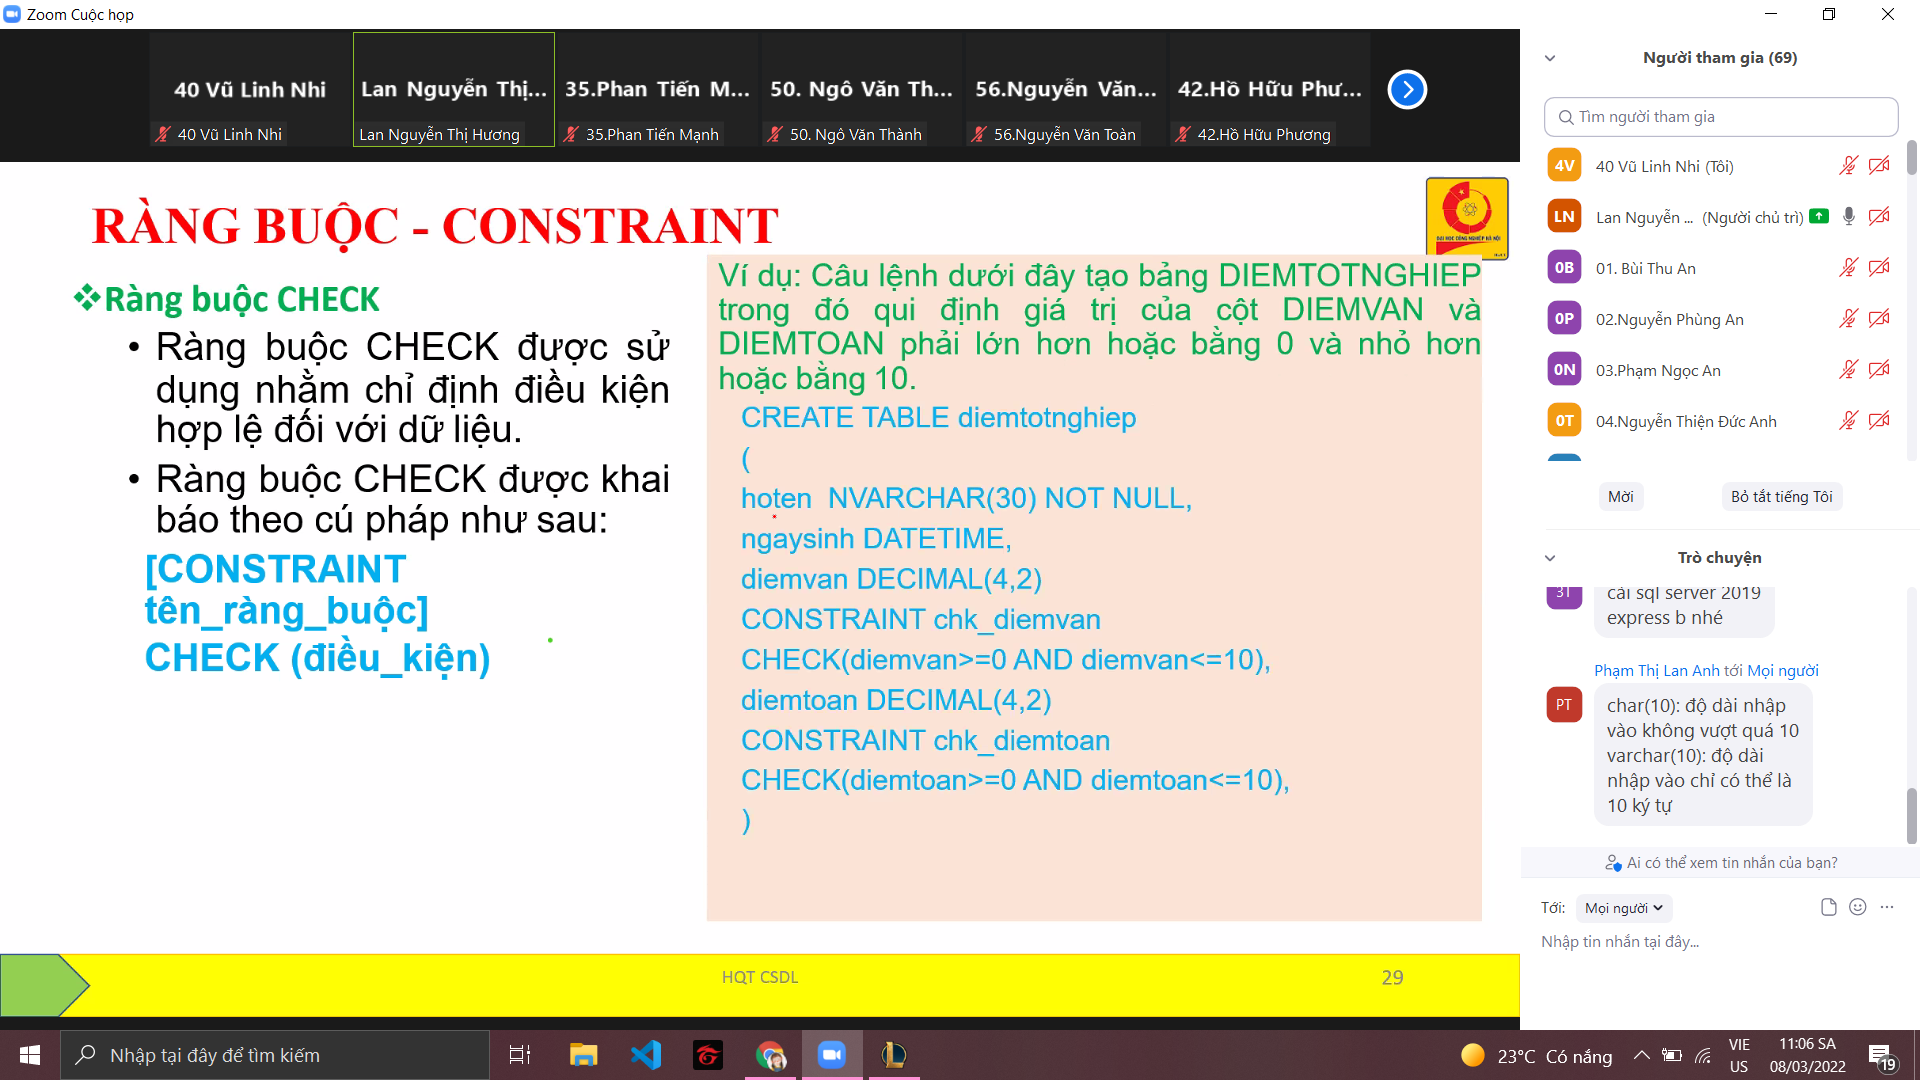 Zoom Cuộc họp
40 Vũ Linh Nhi
Lan Nguyễn Thị...
35.Phan Tiến M...
50. Ngô Văn Th...
56.Nguyễn Văn...
42.Hồ Hữu Phư...
40 Vũ Linh Nhi
Lan Nguyễn Thị Hương
35.Phan Tiến Mạnh
50. Ngô Văn Thành
56.Nguyễn Văn Toàn
42.Hồ Hữu Phương
RÀNG BUỘC - CONSTRAINT
ĐẠI HỌC CÔNG NGHIỆP HÀ NỘI
❖Ràng buộc CHECK
• Ràng buộc CHECK được sử
dụng nhằm chỉ định điều kiện
hợp lệ đối với dữ liệu.
• Ràng buộc CHECK được khai
báo theo cú pháp như sau:
[CONSTRAINT
tên_ràng_buộc]
CHECK (điều_kiện)
Ví dụ: Câu lệnh dưới đây tạo bảng DIEMTOTNGHIEP
trong đó qui định giá trị của cột DIEMVAN và
DIEMTOAN phải lớn hơn hoặc bằng 0 và nhỏ hơn
hoặc bằng 10.
CREATE TABLE diemtotnghiep
(
hoten NVARCHAR(30) NOT NULL,
ngaysinh DATETIME,
diemvan DECIMAL(4,2)
CONSTRAINT chk_diemvan
CHECK(diemvan>=0 AND diemvan<=10),
diemtoan DECIMAL(4,2)
CONSTRAINT chk_diemtoan
CHECK(diemtoan>=0 AND diemtoan<=10),
)
HQT CSDL
29
Người tham gia (69)
Tìm người tham gia
4V 40 Vũ Linh Nhi (Tôi)
LN Lan Nguyễn ... (Người chủ trì)
0B 01. Bùi Thu An
0P 02.Nguyễn Phùng An
0N 03.Phạm Ngọc An
0T 04.Nguyễn Thiện Đức Anh
Mời
Bỏ tắt tiếng Tôi
Trò chuyện
3T
cài sql server 2019
express b nhé
Phạm Thị Lan Anh tới Mọi người
PT
char(10): độ dài nhập
vào không vượt quá 10
varchar(10): độ dài
nhập vào chỉ có thể là
10 ký tự
Ai có thể xem tin nhắn của bạn?
Tới: Mọi người
Nhập tin nhắn tại đây...
Nhập tại đây để tìm kiếm
23°C Có nắng
VIE
US
11:06 SA
08/03/2022
19